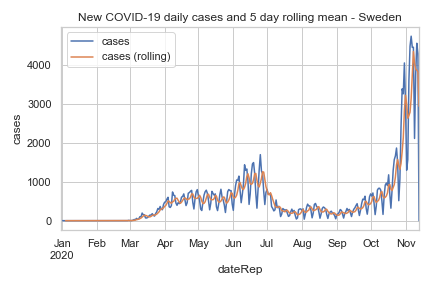 New COVID-19 daily cases and 5 day rolling mean - Sweden
cases
cases (rolling)
cases
4000
3000
2000
1000
0
Jan Feb Mar Apr May Jun Jul Aug Sep Oct Nov
2020
dateRep